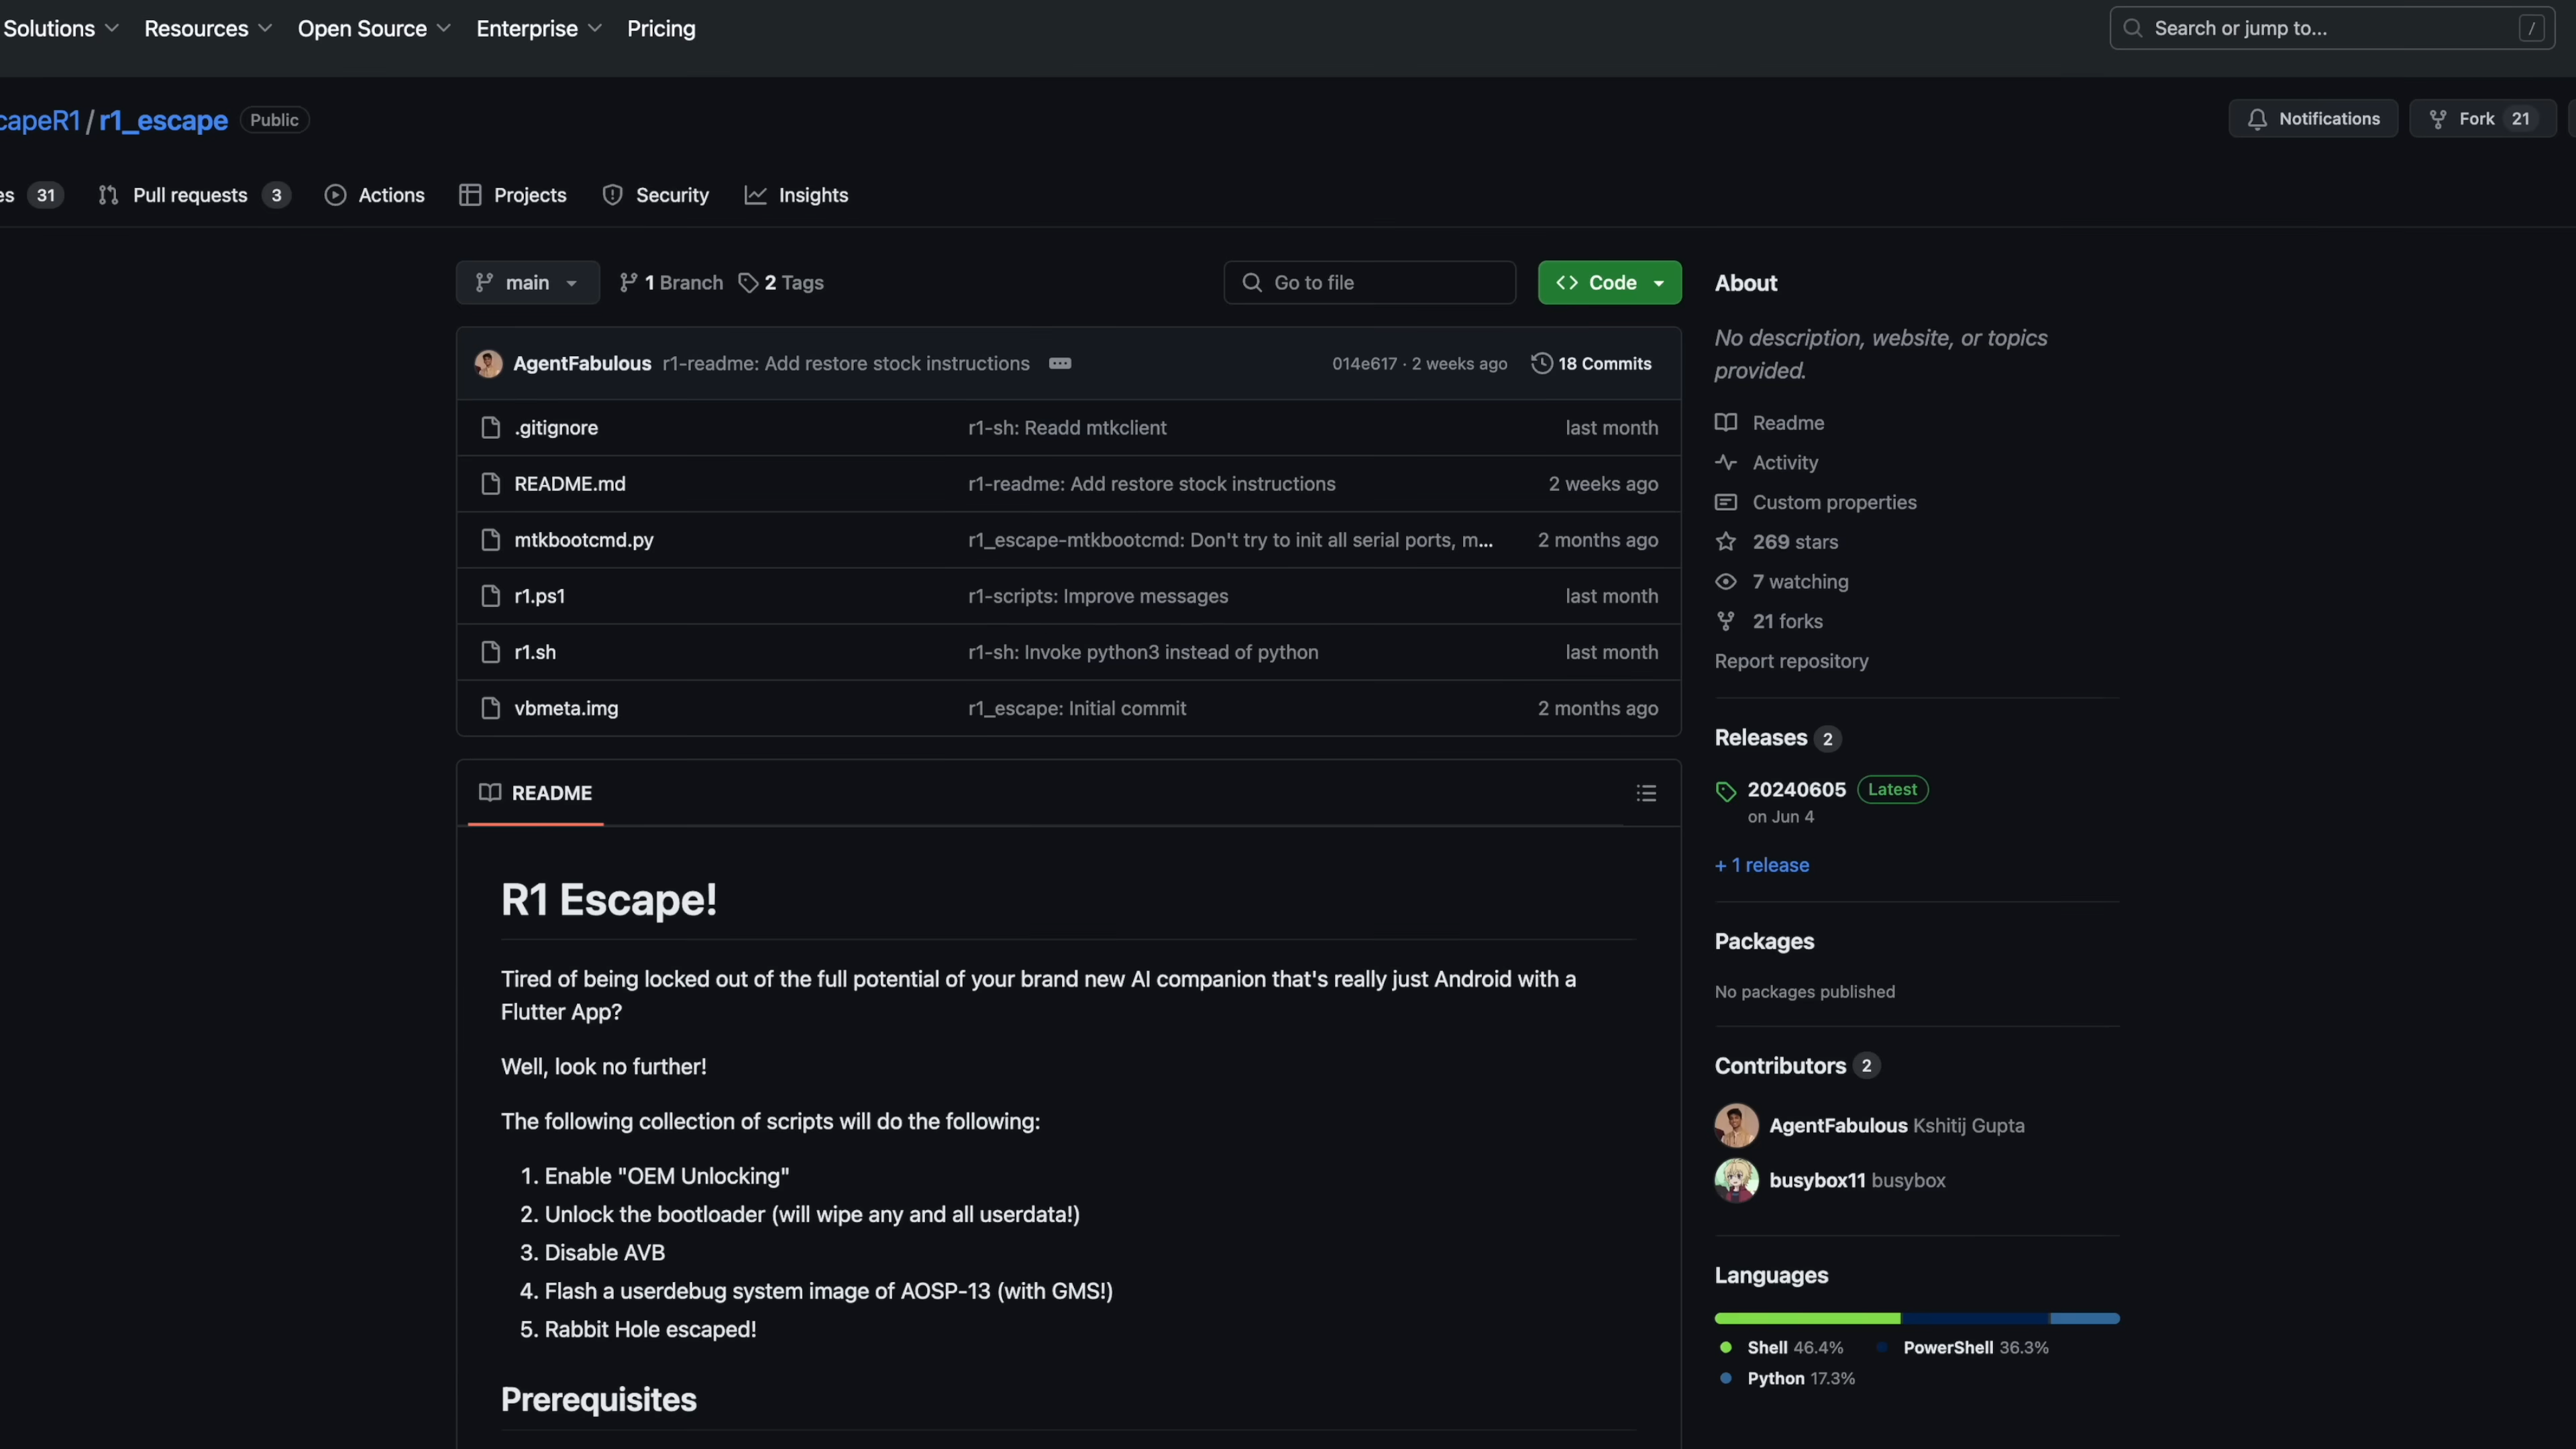 Solutions Resources Open Source Enterprise Pricing Search or jump to... /
capeR1 / r1_escape Public Notifications Fork 21
es 31 Pull requests 3 Actions Projects Security Insights
main 1 Branch 2 Tags Go to file Code
AgentFabulous r1-readme: Add restore stock instructions 014e617 · 2 weeks ago 18 Commits
.gitignore r1-sh: Readd mtkclient last month
README.md r1-readme: Add restore stock instructions 2 weeks ago
mtkbootcmd.py r1_escape-mtkbootcmd: Don't try to init all serial ports, m... 2 months ago
r1.ps1 r1-scripts: Improve messages last month
r1.sh r1-sh: Invoke python3 instead of python last month
vbmeta.img r1_escape: Initial commit 2 months ago
README
R1 Escape!
Tired of being locked out of the full potential of your brand new AI companion that's really just Android with a
Flutter App?
Well, look no further!
The following collection of scripts will do the following:
1. Enable "OEM Unlocking"
2. Unlock the bootloader (will wipe any and all userdata!)
3. Disable AVB
4. Flash a userdebug system image of AOSP-13 (with GMS!)
5. Rabbit Hole escaped!
Prerequisites
About
No description, website, or topics
provided.
Readme
Activity
Custom properties
269 stars
7 watching
21 forks
Report repository
Releases 2
20240605 Latest
on Jun 4
+ 1 release
Packages
No packages published
Contributors 2
AgentFabulous Kshitij Gupta
busybox11 busybox
Languages
Shell 46.4% PowerShell 36.3%
Python 17.3%